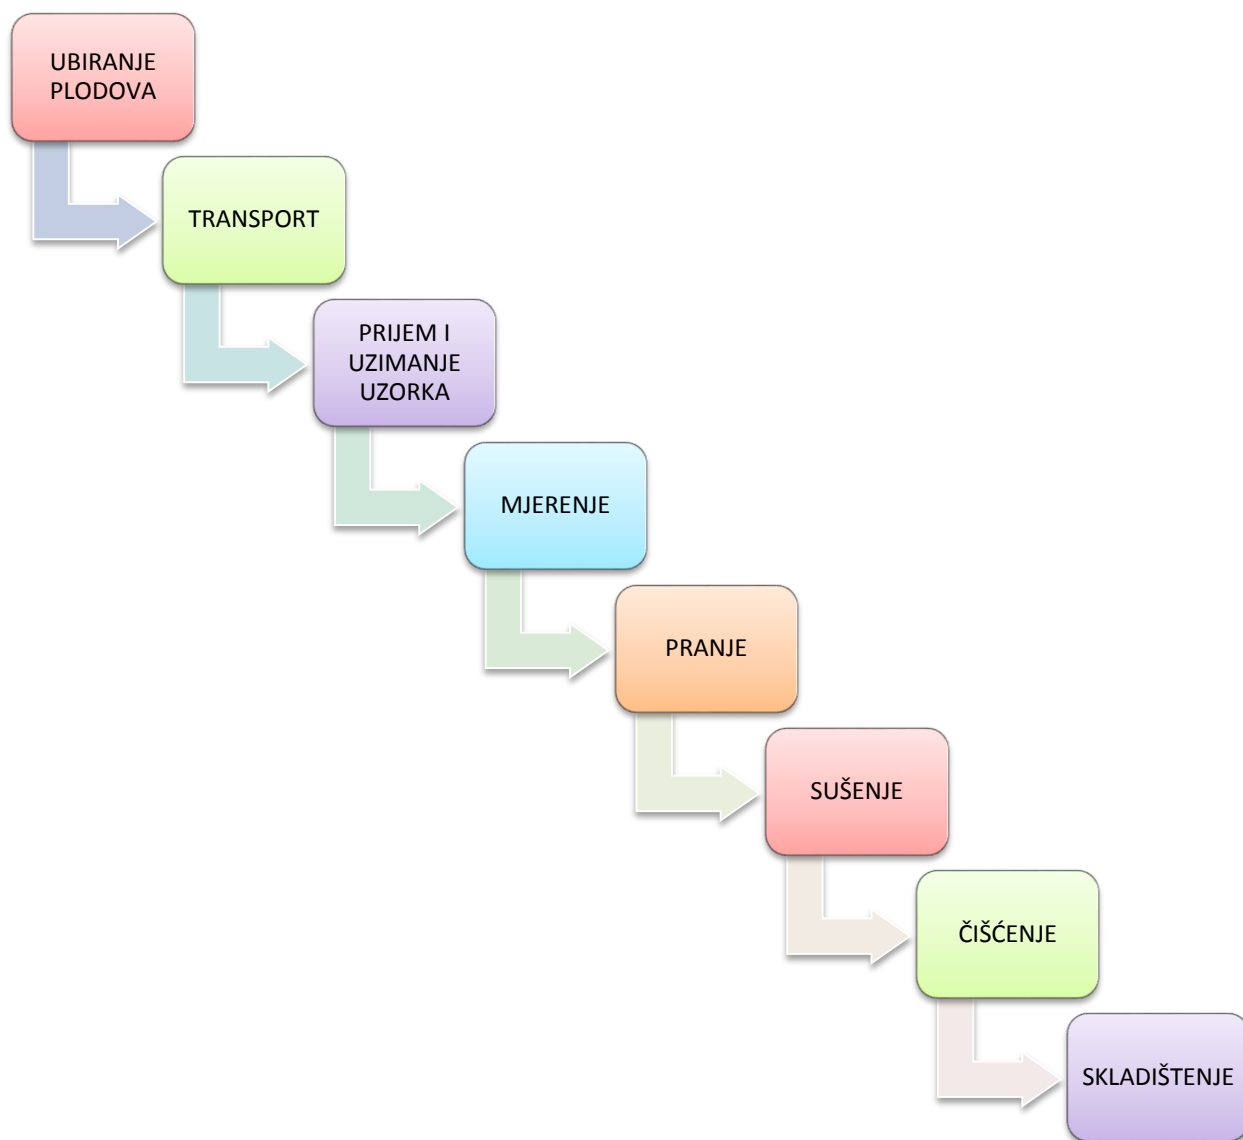 UBIRANJE
PLODOVA
TRANSPORT
PRIJEM I
UZIMANJE
UZORKA
MJERENJE
PRANJE
SUŠENJE
ČIŠĆENJE
SKLADIŠTENJE